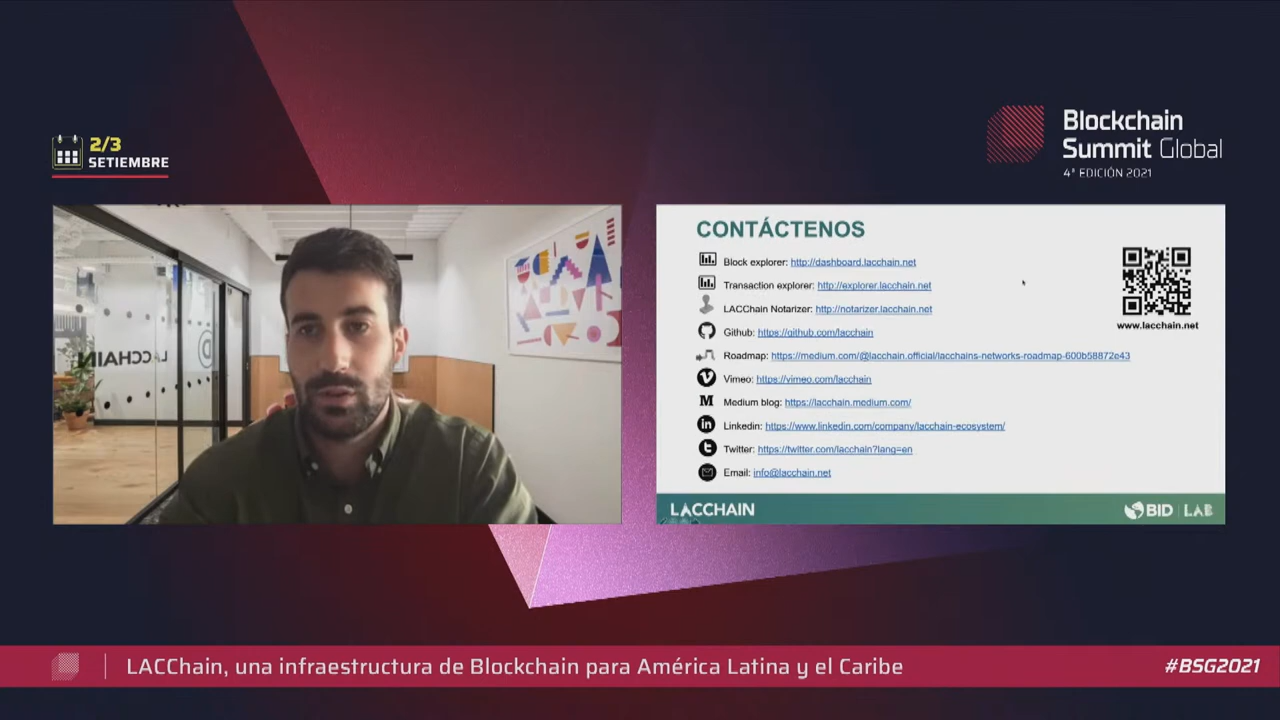 2/3
SETIEMBRE
Blockchain
Summit Global
4ª EDICIÓN 2021
LACCHAIN
CONTÁCTENOS
Block explorer: http://dashboard.lacchain.net
Transaction explorer: http://explorer.lacchain.net
LACChain Notarizer: http://notarizer.lacchain.net
Github: https://github.com/lacchain
Roadmap: https://medium.com/@lacchain.official/lacchains-networks-roadmap-600b58872e43
Vimeo: https://vimeo.com/lacchain
Medium blog: https://lacchain.medium.com/
Linkedin: https://www.linkedin.com/company/lacchain-ecosystem/
Twitter: https://twitter.com/lacchain?lang=en
Email: info@lacchain.net
www.lacchain.net
LACCHAIN
BID | LAB
LACChain, una infraestructura de Blockchain para América Latina y el Caribe
#BSG2021